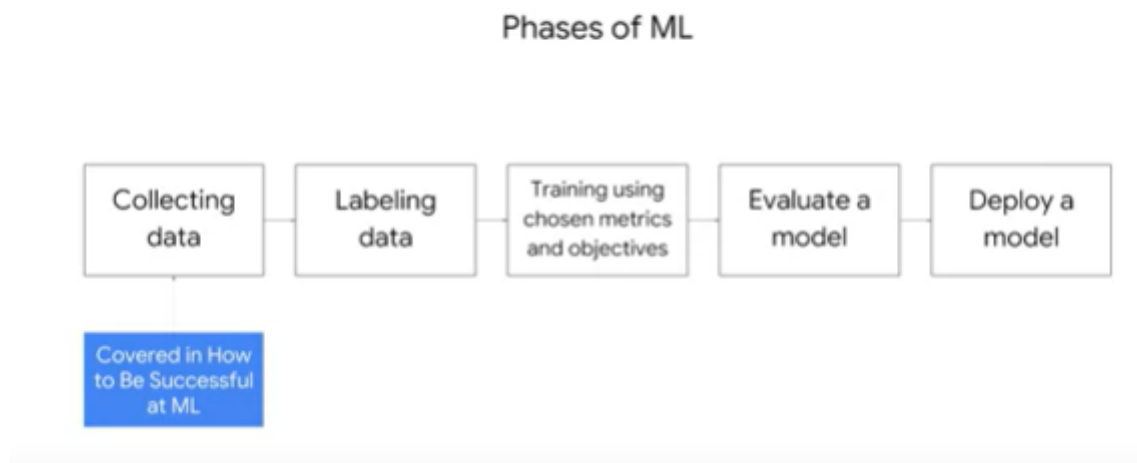 Phases of ML
Collecting
data
Labeling
data
Training using
chosen metrics
and objectives
Evaluate a
model
Deploy a
model
Covered in How
to Be Successful
at ML